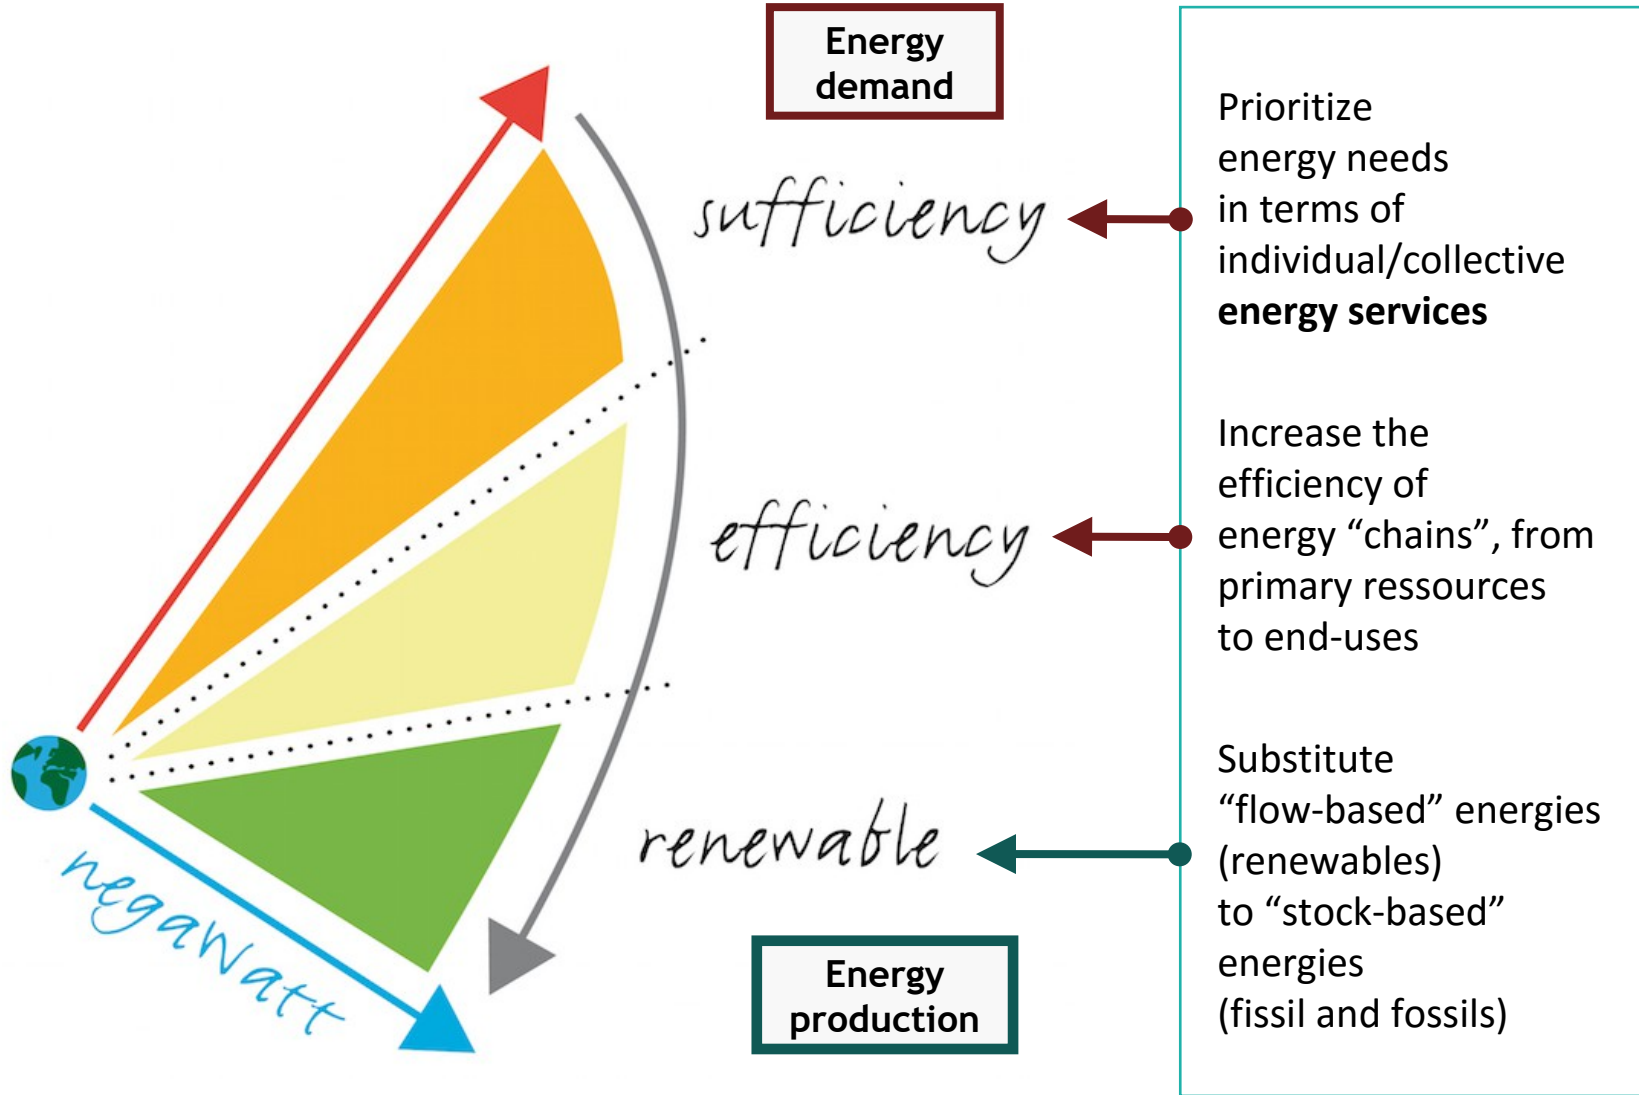 Energy
demand
sufficiency
efficiency
renewable
negaWatt
Energy
production
Prioritize
energy needs
in terms of
individual/collective
energy services
Increase the
efficiency of
energy “chains”, from
primary ressources
to end-uses
Substitute
“flow-based” energies
(renewables)
to “stock-based”
energies
(fissil and fossils)